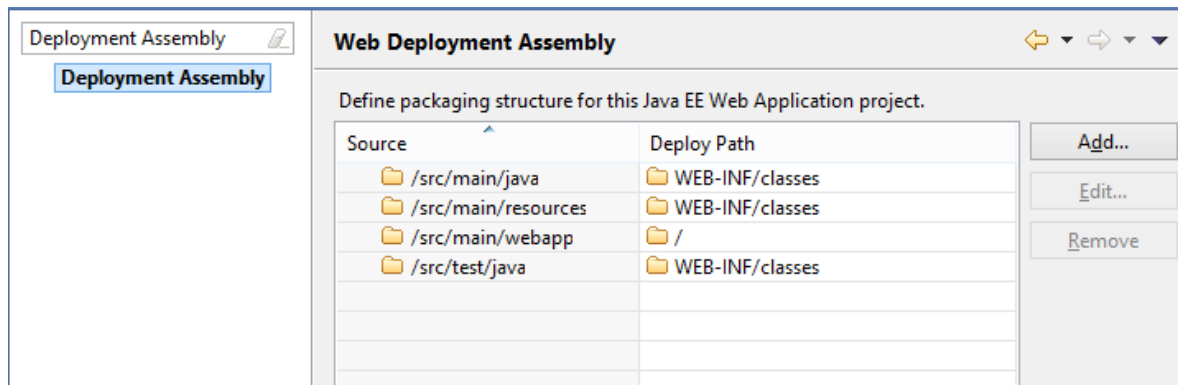 Deployment Assembly
Deployment Assembly
Web Deployment Assembly
Define packaging structure for this Java EE Web Application project.
Source Deploy Path
/src/main/java WEB-INF/classes
/src/main/resources WEB-INF/classes
/src/main/webapp /
/src/test/java WEB-INF/classes
Add...
Edit...
Remove